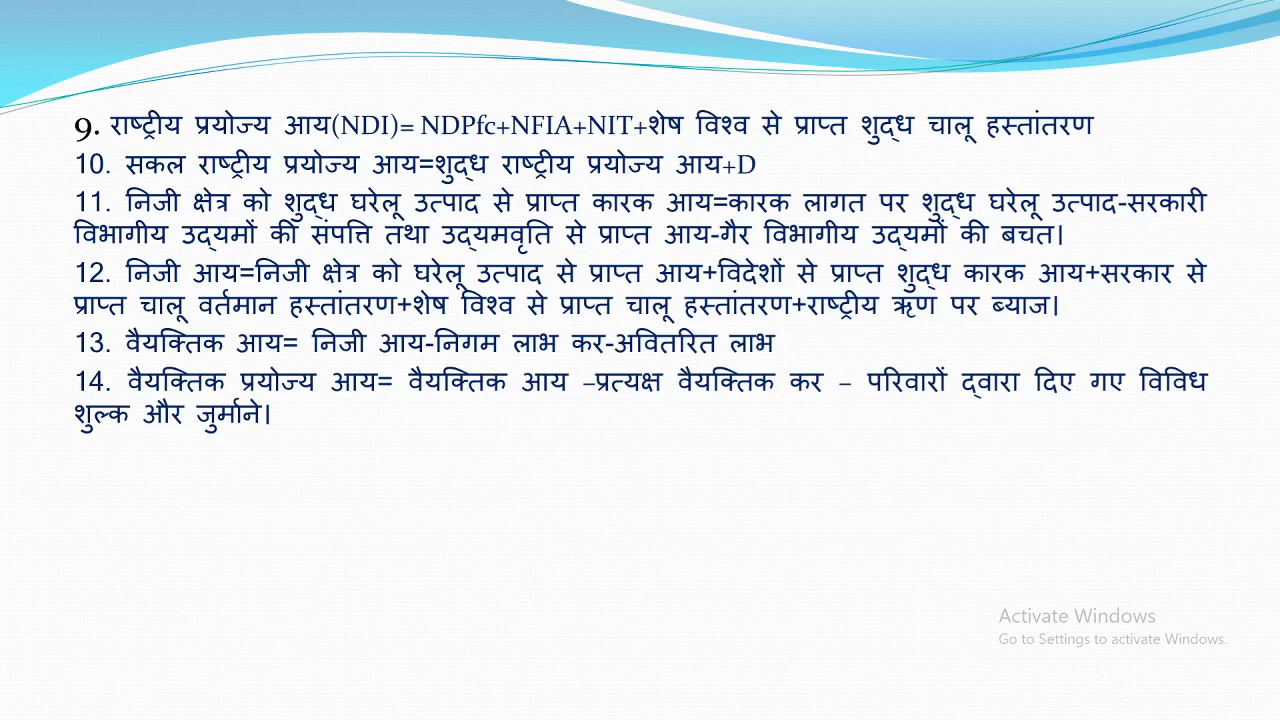 9. राष्ट्रीय प्रयोज्य आय(NDI)= NDPfc+NFIA+NIT+शेष विश्व से प्राप्त शुद्ध चालू हस्तांतरण
10. सकल राष्ट्रीय प्रयोज्य आय=शुद्ध राष्ट्रीय प्रयोज्य आय+D
11. निजी क्षेत्र को शुद्ध घरेलू उत्पाद से प्राप्त कारक आय=कारक लागत पर शुद्ध घरेलू उत्पाद-सरकारी
विभागीय उद्यमों की संपत्ति तथा उद्यमवृति से प्राप्त आय-गैर विभागीय उद्यमों की बचत।
12. निजी आय=निजी क्षेत्र को घरेलू उत्पाद से प्राप्त आय+विदेशों से प्राप्त शुद्ध कारक आय+सरकार से
प्राप्त चालू वर्तमान हस्तांतरण+शेष विश्व से प्राप्त चालू हस्तांतरण+राष्ट्रीय ऋण पर ब्याज।
13. वैयक्तिक आय= निजी आय-निगम लाभ कर-अवितरित लाभ
14. वैयक्तिक प्रयोज्य आय= वैयक्तिक आय –प्रत्यक्ष वैयक्तिक कर – परिवारों द्वारा दिए गए विविध
शुल्क और जुर्माने।
Activate Windows
Go to Settings to activate Windows.